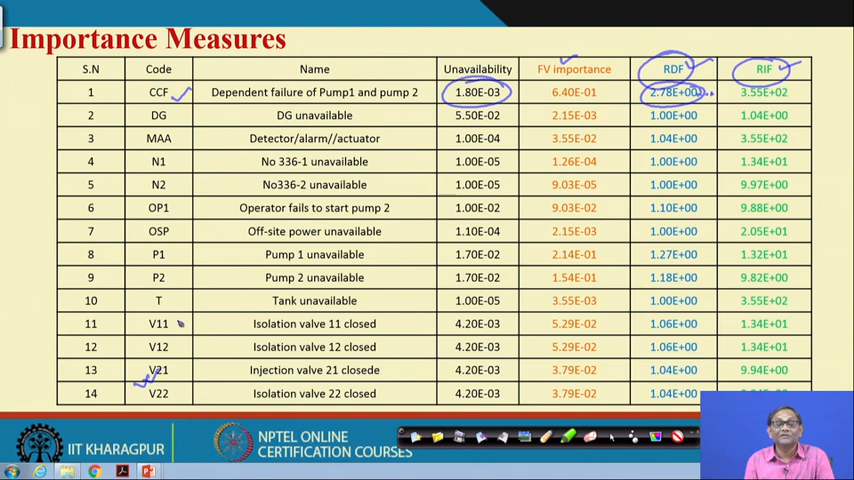 Importance Measures
S.N Code Name Unavailability FV importance RDF RIF
1 CCF Dependent failure of Pump1 and pump 2 1.80E-03 6.40E-01 2.78E+00 3.55E+02
2 DG DG unavailable 5.50E-02 2.15E-03 1.00E+00 1.04E+00
3 MAA Detector/alarm//actuator 1.00E-04 3.55E-02 1.04E+00 3.55E+02
4 N1 No 336-1 unavailable 1.00E-05 1.26E-04 1.00E+00 1.34E+01
5 N2 No336-2 unavailable 1.00E-05 9.03E-05 1.00E+00 9.97E+00
6 OP1 Operator fails to start pump 2 1.00E-02 9.03E-02 1.10E+00 9.88E+00
7 OSP Off-site power unavailable 1.10E-04 2.15E-03 1.00E+00 2.05E+01
8 P1 Pump 1 unavailable 1.70E-02 2.14E-01 1.27E+00 1.32E+01
9 P2 Pump 2 unavailable 1.70E-02 1.54E-01 1.18E+00 9.82E+00
10 T Tank unavailable 1.00E-05 3.55E-03 1.00E+00 3.55E+02
11 V11 Isolation valve 11 closed 4.20E-03 5.29E-02 1.06E+00 1.34E+01
12 V12 Isolation valve 12 closed 4.20E-03 5.29E-02 1.06E+00 1.34E+01
13 V21 Injection valve 21 closede 4.20E-03 3.79E-02 1.04E+00 9.94E+00
14 V22 Isolation valve 22 closed 4.20E-03 3.79E-02 1.04E+00
IIT KHARAGPUR
NPTEL ONLINE
CERTIFICATION COURSES